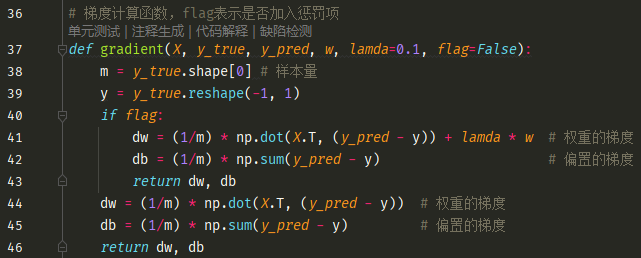 36 # 梯度计算函数，flag表示是否加入惩罚项
单元测试 | 注释生成 | 代码解释 | 缺陷检测
37 def gradient(X, y_true, y_pred, w, lamda=0.1, flag=False):
38 m = y_true.shape[0] # 样本量
39 y = y_true.reshape(-1, 1)
40 if flag:
41 dw = (1/m) * np.dot(X.T, (y_pred - y)) + lamda * w # 权重的梯度
42 db = (1/m) * np.sum(y_pred - y) # 偏置的梯度
43 return dw, db
44 dw = (1/m) * np.dot(X.T, (y_pred - y)) # 权重的梯度
45 db = (1/m) * np.sum(y_pred - y) # 偏置的梯度
46 return dw, db